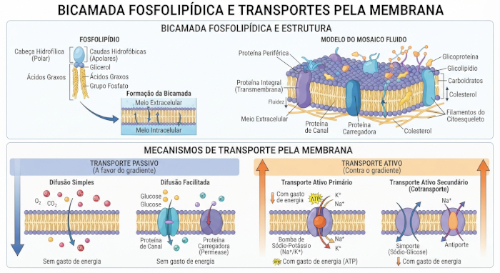 BICAMADA FOSFOLIPÍDICA E TRANSPORTES PELA MEMBRANA
BICAMADA FOSFOLIPÍDICA E ESTRUTURA
FOSFOLIPÍDIO
Cabeça Hidrofílica
(Polar)
Ácidos Graxos
Caudas Hidrofóbicas
(Apolares)
Glicerol
Ácidos Graxos
Grupo Fosfato
Formação da Bicamada
Meio Extracelular
Meio Intracelular
MODELO DO MOSAICO FLUIDO
Proteína Periférica
Proteína Integral
(Transmembrana)
Fluidez
Meio Extracelular
Proteína
de Canal
Proteína
Carregadora
Colesterol
Glicoproteína
Glicolipídio
Carboidratos
Colesterol
Filamentos do
Citoesqueleto
MECANISMOS DE TRANSPORTE PELA MEMBRANA
TRANSPORTE PASSIVO
(A favor do gradiente)
Difusão Simples
O₂
CO₂
Sem gasto de energia
Difusão Facilitada
Glucose
Glucose
Proteína
de Canal
Proteína
Carregadora
(Permease)
Sem gasto de energia
TRANSPORTE ATIVO
(Contra o gradiente)
Transporte Ativo Primário
Com gasto
de energia
ATP
K⁺
Na⁺
Bomba de
Sódio-Potássio
(Na⁺/K⁺)
K⁺
Na⁺
Com gasto de energia (ATP)
Transporte Ativo Secundário
(Cotransporte)
Na⁺
Simporte
(Sódio-Glicose)
Antiporte
Com gasto de energia